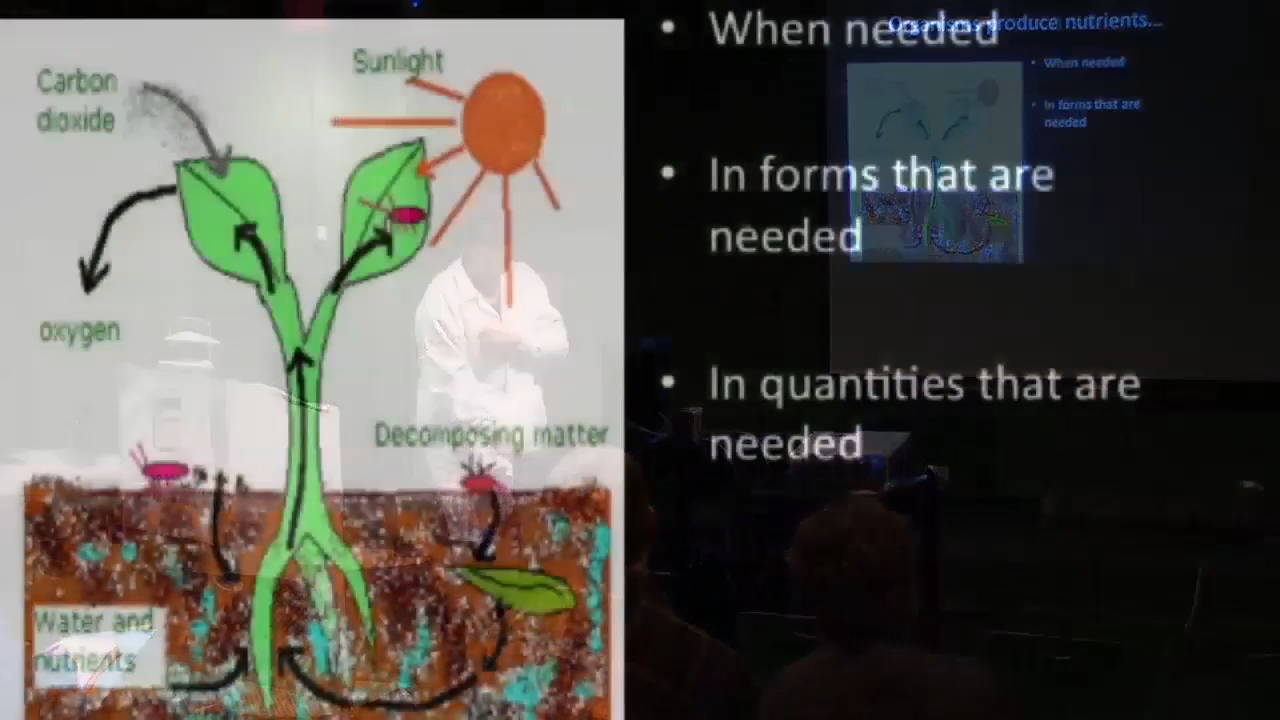 Carbon
dioxide
Sunlight
oxygen
Decomposing matter
Water and
nutrients
• When needed
• In forms that are
needed
• In quantities that are
needed
Organisms produce nutrients...
• When needed
• In forms that are
needed